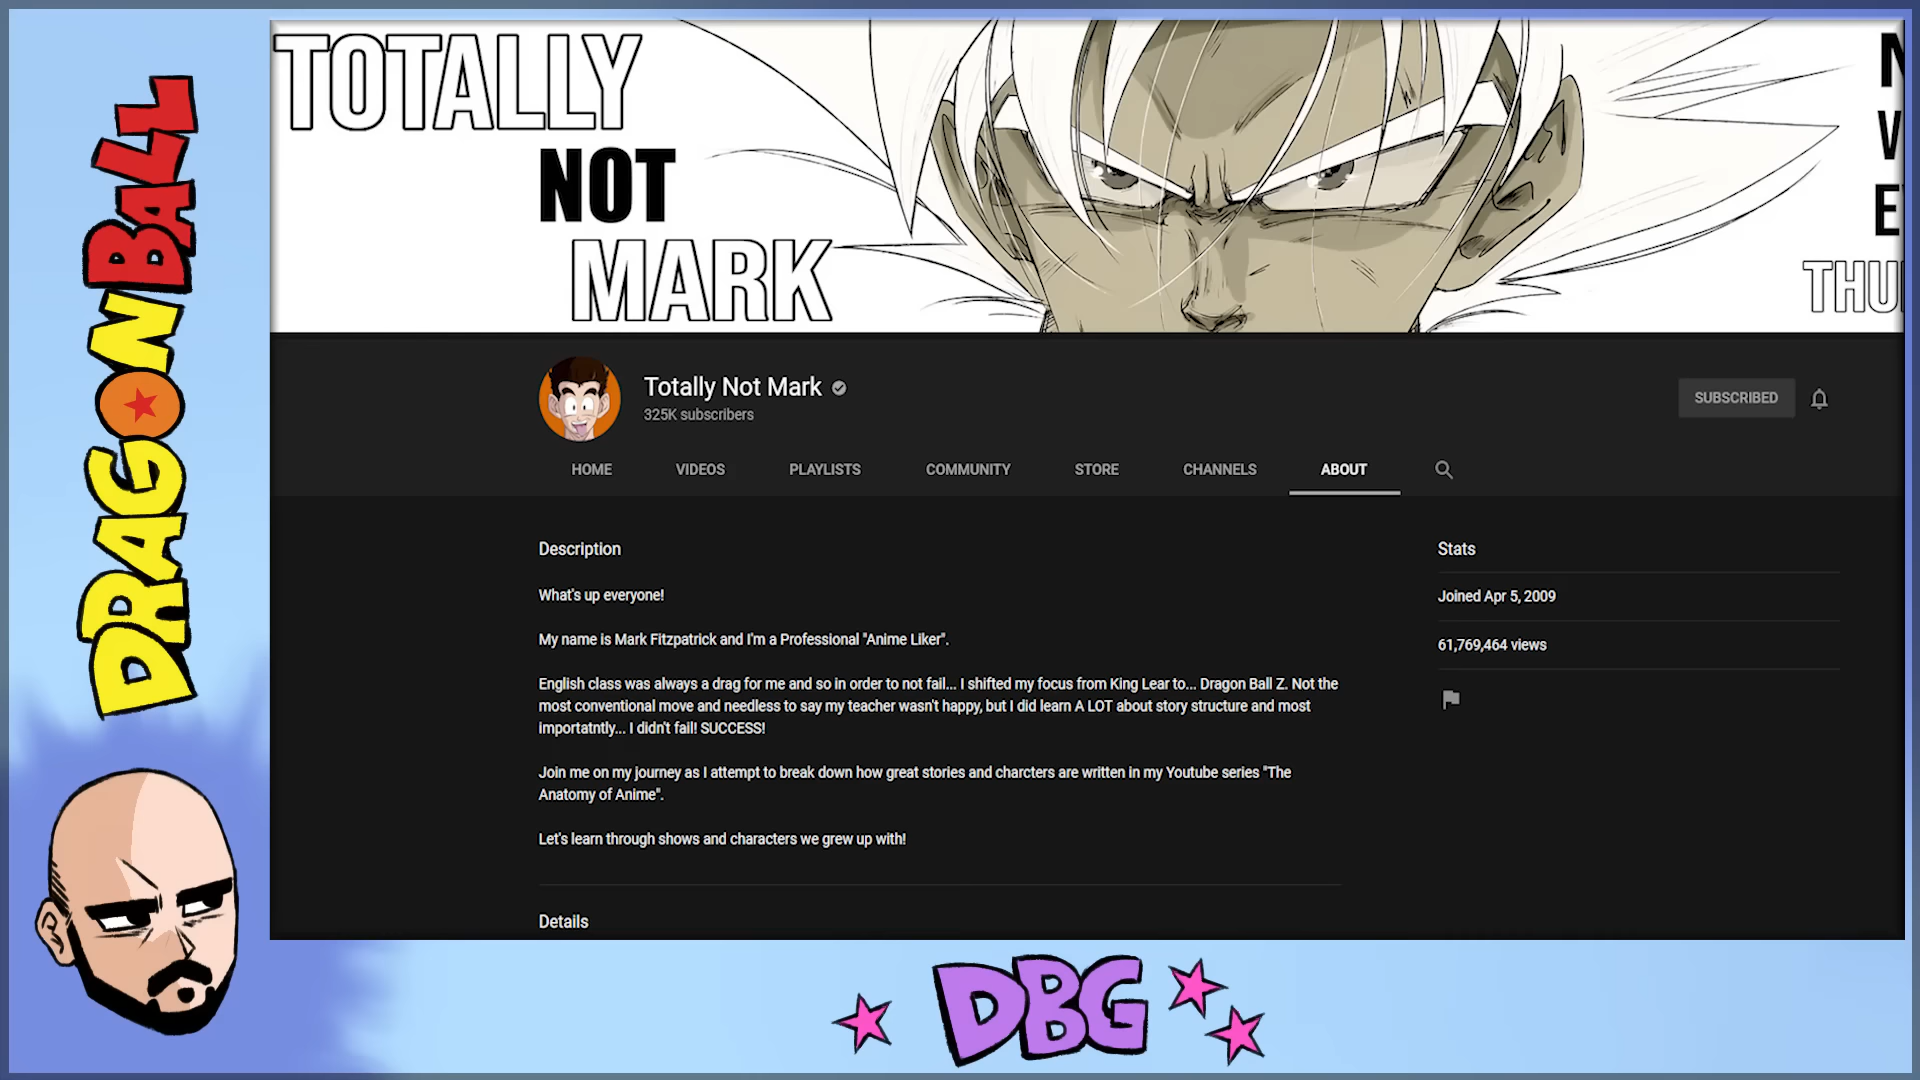 DRAGON BALL
TOTALLY
NOT
MARK
N
W
E
THU
Totally Not Mark
325K subscribers
SUBSCRIBED
HOME
VIDEOS
PLAYLISTS
COMMUNITY
STORE
CHANNELS
ABOUT
Description
What's up everyone!
My name is Mark Fitzpatrick and I'm a Professional "Anime Liker".
English class was always a drag for me and so in order to not fail... I shifted my focus from King Lear to... Dragon Ball Z. Not the
most conventional move and needless to say my teacher wasn't happy, but I did learn A LOT about story structure and most
importatntly... I didn't fail! SUCCESS!
Join me on my journey as I attempt to break down how great stories and charcters are written in my Youtube series "The
Anatomy of Anime".
Let's learn through shows and characters we grew up with!
Details
Stats
Joined Apr 5, 2009
61,769,464 views
DBG